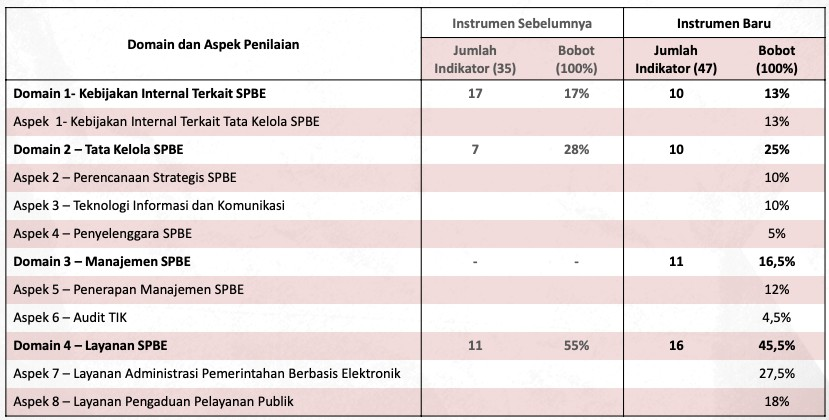 Domain dan Aspek Penilaian
Instrumen Sebelumnya
Instrumen Baru
Jumlah Indikator (35)
Bobot (100%)
Jumlah Indikator (47)
Bobot (100%)
Domain 1- Kebijakan Internal Terkait SPBE 17 17% 10 13%
Aspek 1- Kebijakan Internal Terkait Tata Kelola SPBE 13%
Domain 2 – Tata Kelola SPBE 7 28% 10 25%
Aspek 2 – Perencanaan Strategis SPBE 10%
Aspek 3 – Teknologi Informasi dan Komunikasi 10%
Aspek 4 – Penyelenggara SPBE 5%
Domain 3 – Manajemen SPBE - - 11 16,5%
Aspek 5 – Penerapan Manajemen SPBE 12%
Aspek 6 – Audit TIK 4,5%
Domain 4 – Layanan SPBE 11 55% 16 45,5%
Aspek 7 – Layanan Administrasi Pemerintahan Berbasis Elektronik 27,5%
Aspek 8 – Layanan Pengaduan Pelayanan Publik 18%